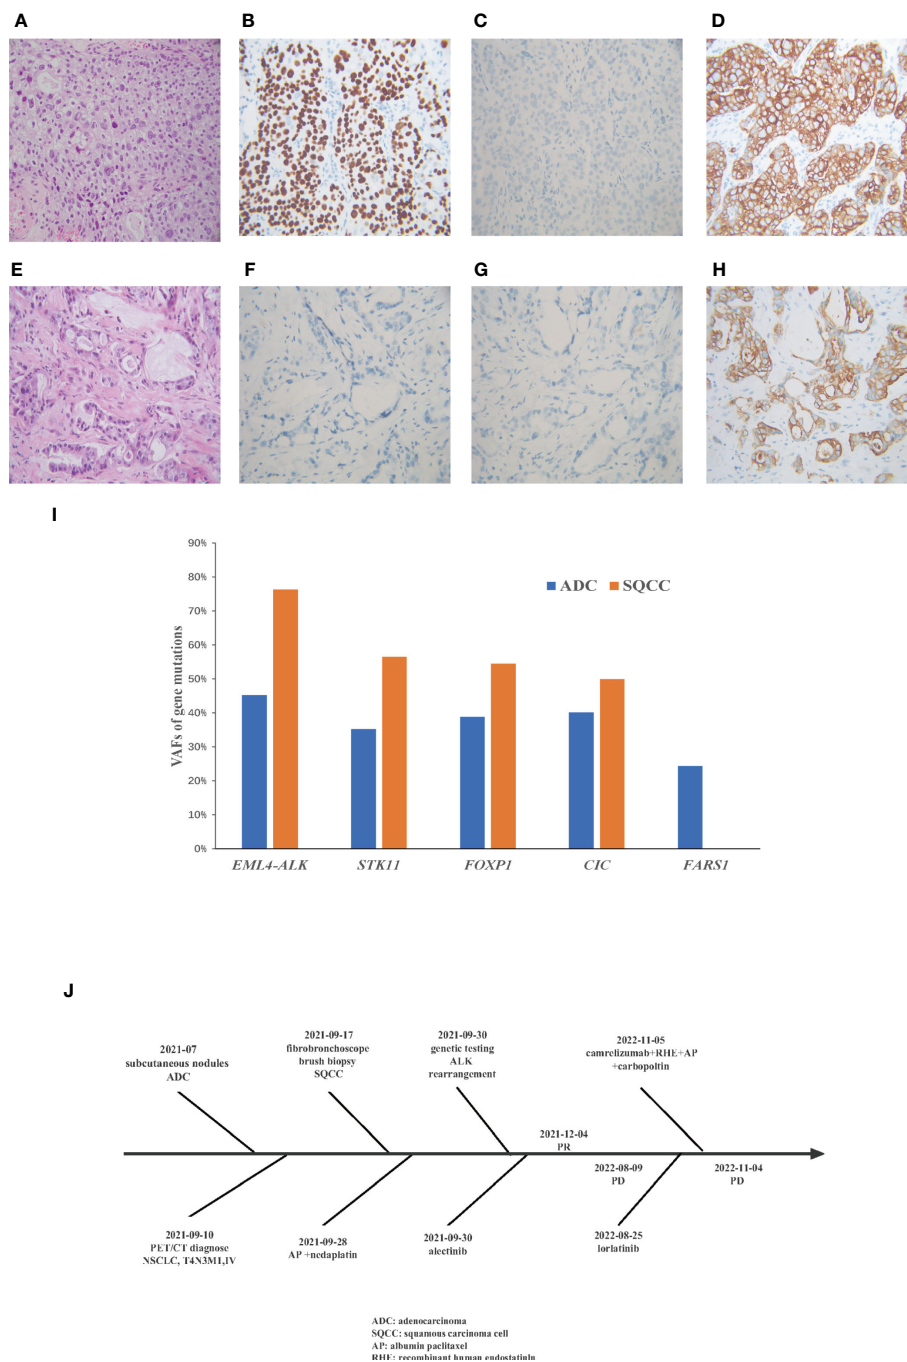 A
B
C
D
E
F
G
H
I
90%
80%
70%
60%
50%
40%
30%
20%
10%
0%
VAFs of gene mutations
ADC
SQCC
EML4-ALK
STK11
FOXP1
CIC
FARS1
J
2021-07
subcutaneous nodules
ADC
2021-09-17
fibrobronchoscope
brush biopsy
SQCC
2021-09-30
genetic testing
ALK
rearrangement
2022-11-05
camrelizumab+RHE+AP
+carbopoltin
2021-12-04
PR
2022-08-09
PD
2022-11-04
PD
2021-09-10
PET/CT diagnose
NSCLC, T4N3M1,IV
2021-09-28
AP +nedaplatin
2021-09-30
alectinib
2022-08-25
lorlatinib
ADC: adenocarcinoma
SQCC: squamous carcinoma cell
AP: albumin paclitaxel
RHE: recombinant human endostatinln